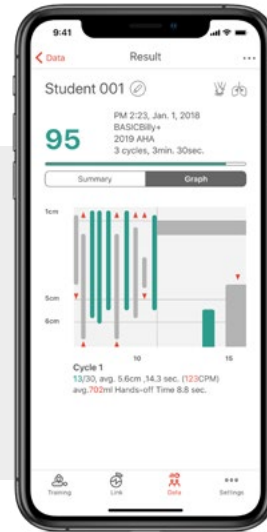 9:41
Data Result
Student 001
95
PM 2:23, Jan. 1, 2018
BASICBilly+
2019 AHA
3 cycles, 3min. 30sec.
Summary Graph
1cm
5cm
6cm
10 15
Cycle 1
13/30, avg. 5.6cm ,14.3 sec. (123CPM)
avg.702ml Hands-off Time 8.8 sec.
Training Link Data Settings